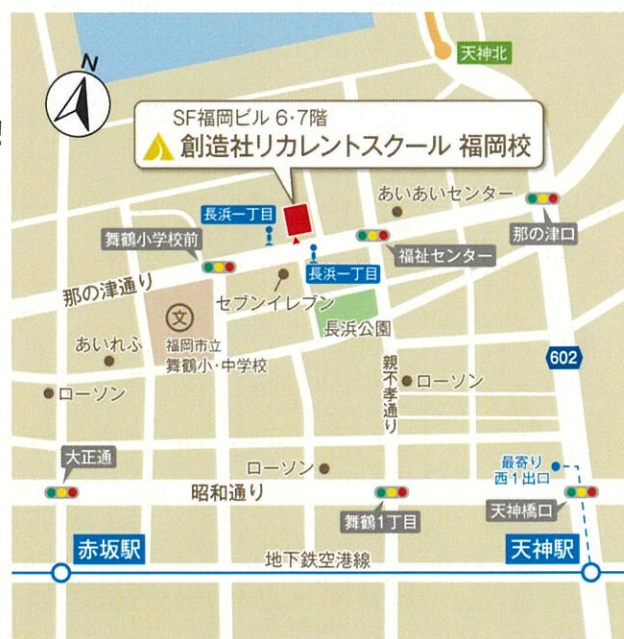 N
天神北
SF福岡ビル 6・7階
創造社リカレントスクール 福岡校
あいあいセンター
長浜一丁目
舞鶴小学校前
那の津口
福祉センター
長浜一丁目
那の津通り
セブンイレブン
長浜公園
文
福岡市立
舞鶴小・中学校
あいれふ
親不孝通り
602
ローソン
ローソン
大正通
ローソン
最寄り
西1出口
昭和通り
舞鶴1丁目
天神橋口
赤坂駅
地下鉄空港線
天神駅